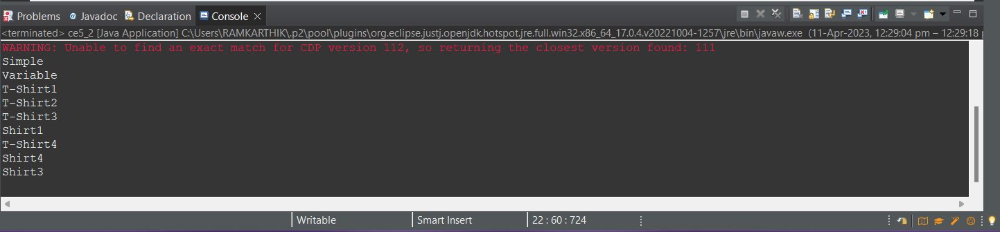 Problems @ Javadoc Declaration Console
<terminated> ce5_2 [Java Application] C:\Users\RAMKARTHIK\.p2\pool\plugins\org.eclipse.justj.openjdk.hotspot.jre.full.win32.x86_64_17.0.4.v20221004-1257\jre\bin\javaw.exe (11-Apr-2023, 12:29:04 pm – 12:29:18 p
WARNING: Unable to find an exact match for CDP version 112, so returning the closest version found: 111
Simple
Variable
T-Shirt1
T-Shirt2
T-Shirt3
Shirt1
T-Shirt4
Shirt4
Shirt3
Writable Smart Insert 22 : 60 : 724